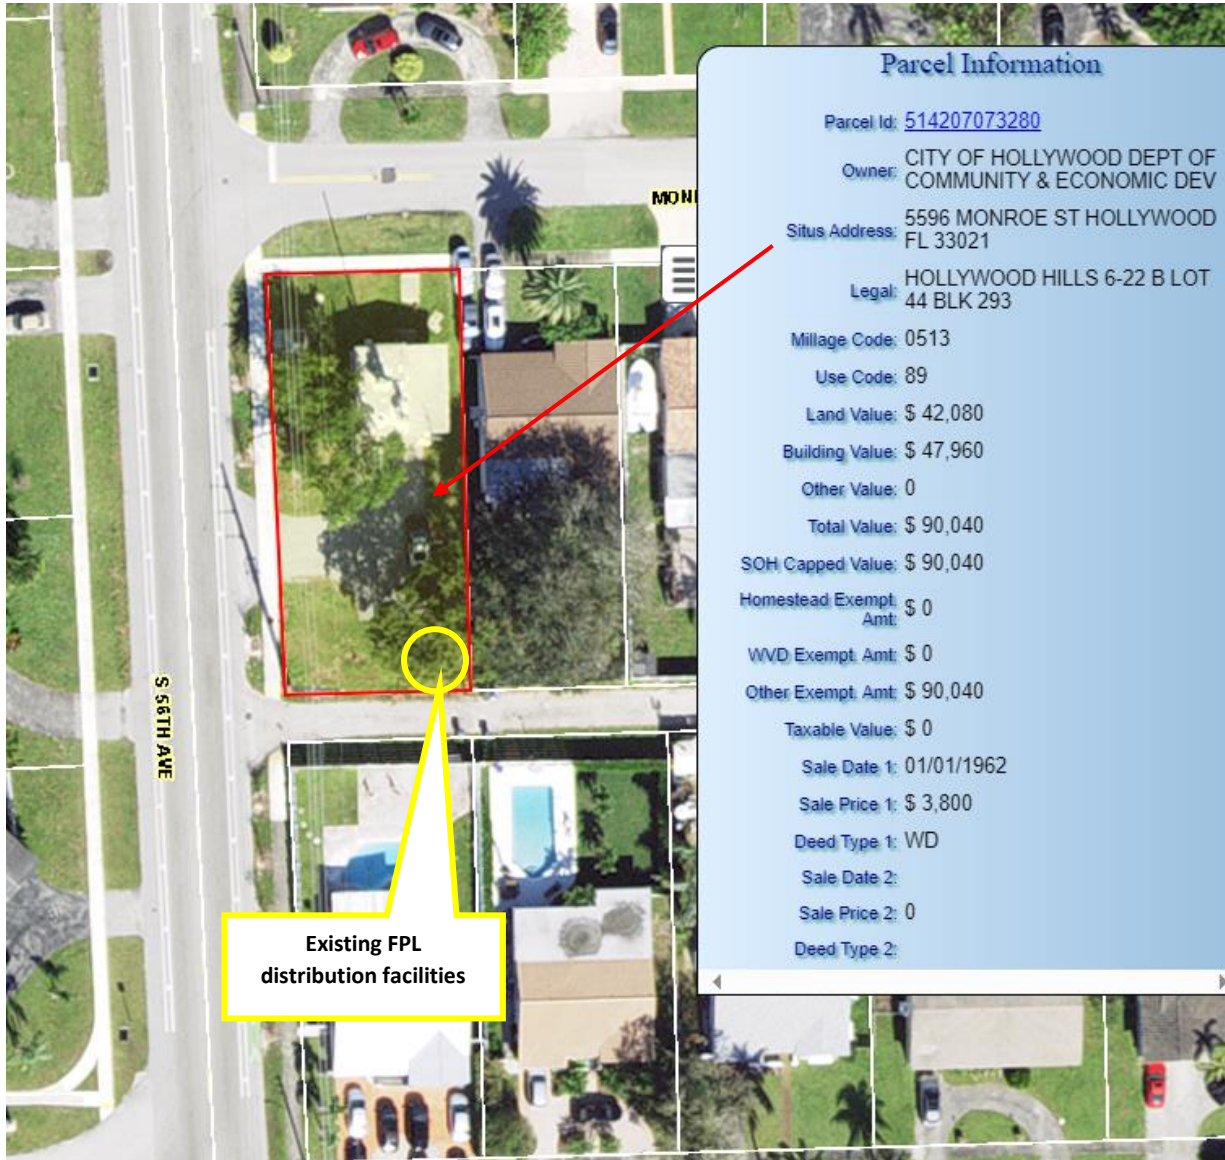 Parcel Information
Parcel Id: 514207073280
Owner: CITY OF HOLLYWOOD DEPT OF
COMMUNITY & ECONOMIC DEV
Situs Address: 5596 MONROE ST HOLLYWOOD
FL 33021
Legal: HOLLYWOOD HILLS 6-22 B LOT
44 BLK 293
Millage Code: 0513
Use Code: 89
Land Value: $ 42,080
Building Value: $ 47,960
Other Value: 0
Total Value: $ 90,040
SOH Capped Value: $ 90,040
Homestead Exempt.
Amt: $ 0
WVD Exempt. Amt: $ 0
Other Exempt. Amt: $ 90,040
Taxable Value: $ 0
Sale Date 1: 01/01/1962
Sale Price 1: $ 3,800
Deed Type 1: WD
Sale Date 2:
Sale Price 2: 0
Deed Type 2:
MON
S 56TH AVE
Existing FPL
distribution facilities